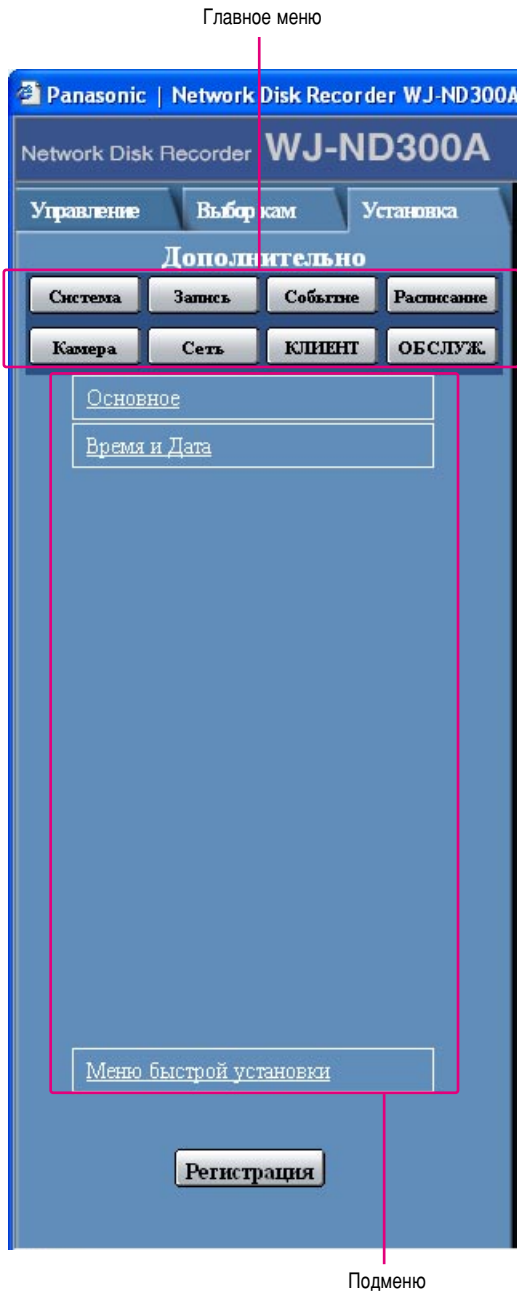 Главное меню
Panasonic | Network Disk Recorder WJ-ND300A
Network Disk Recorder WJ-ND300A
Управление Выбор кам Установка
Дополнительно
Система Запись Событие Расписание
Камера Сеть КЛИЕНТ ОБСЛУЖ.
Основное
Время и Дата
Меню быстрой установки
Регистрация
Подменю